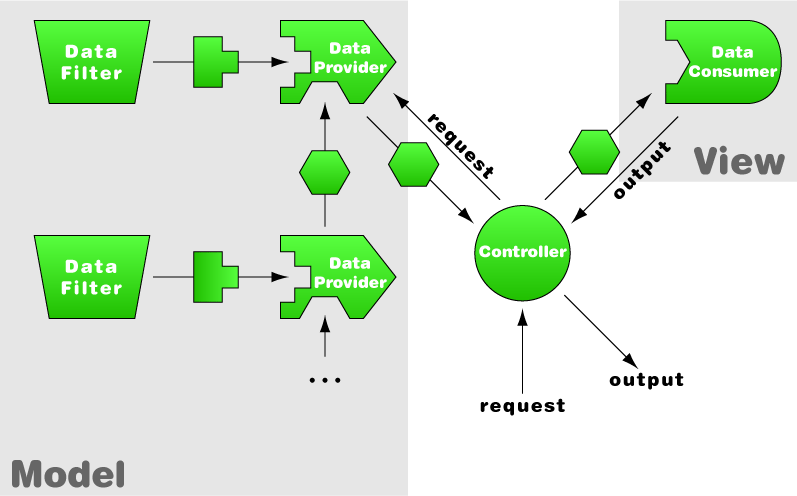 Data
Filter
Data
Provider
request
Data
Consumer
output
View
Data
Filter
Data
Provider
Controller
...
request
output
Model